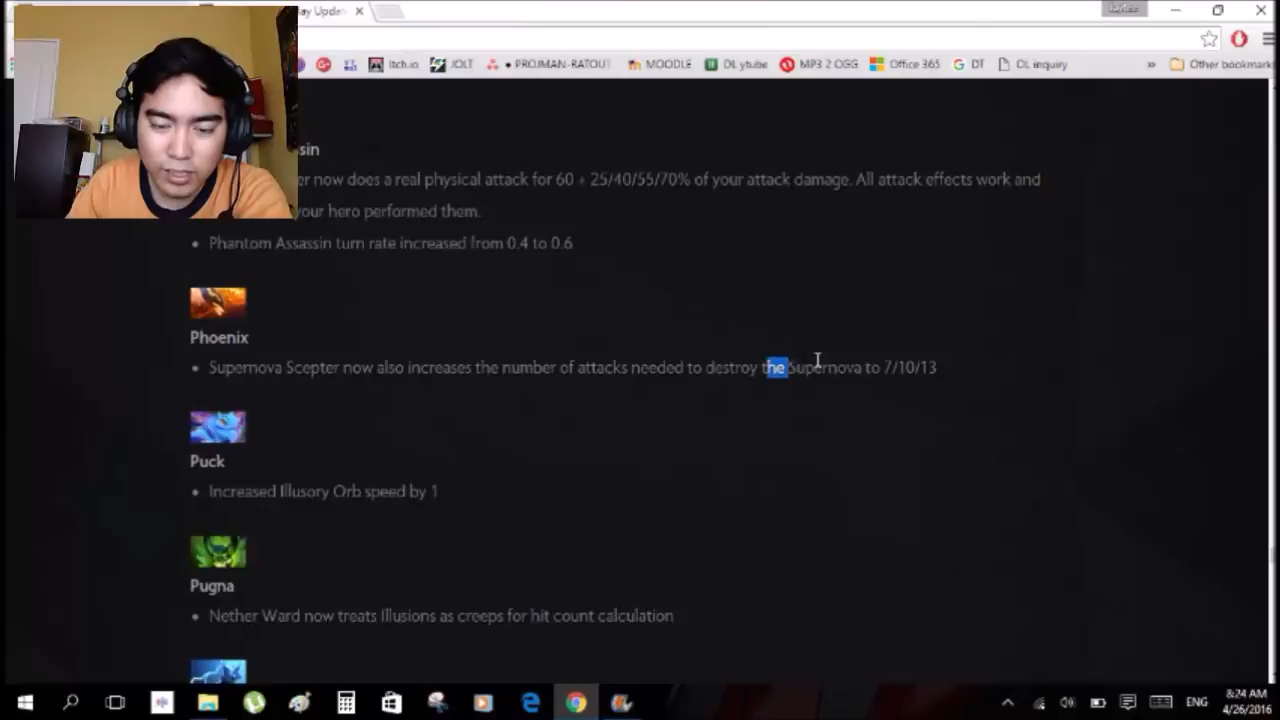 Itch.io JOLT • PROJMAN-RATOUT MOODLE DL ytube MP3 2 OGG Office 365 DT DL inquiry » Other bookmark
now does a real physical attack for 60 + 25/40/55/70% of your attack damage. All attack effects work and
your hero performed them.
• Phantom Assassin turn rate increased from 0.4 to 0.6
Phoenix
• Supernova Scepter now also increases the number of attacks needed to destroy the Supernova to 7/10/13
Puck
• Increased Illusory Orb speed by 1
Pugna
• Nether Ward now treats Illusions as creeps for hit count calculation
ENG
8:24 AM
4/26/2016